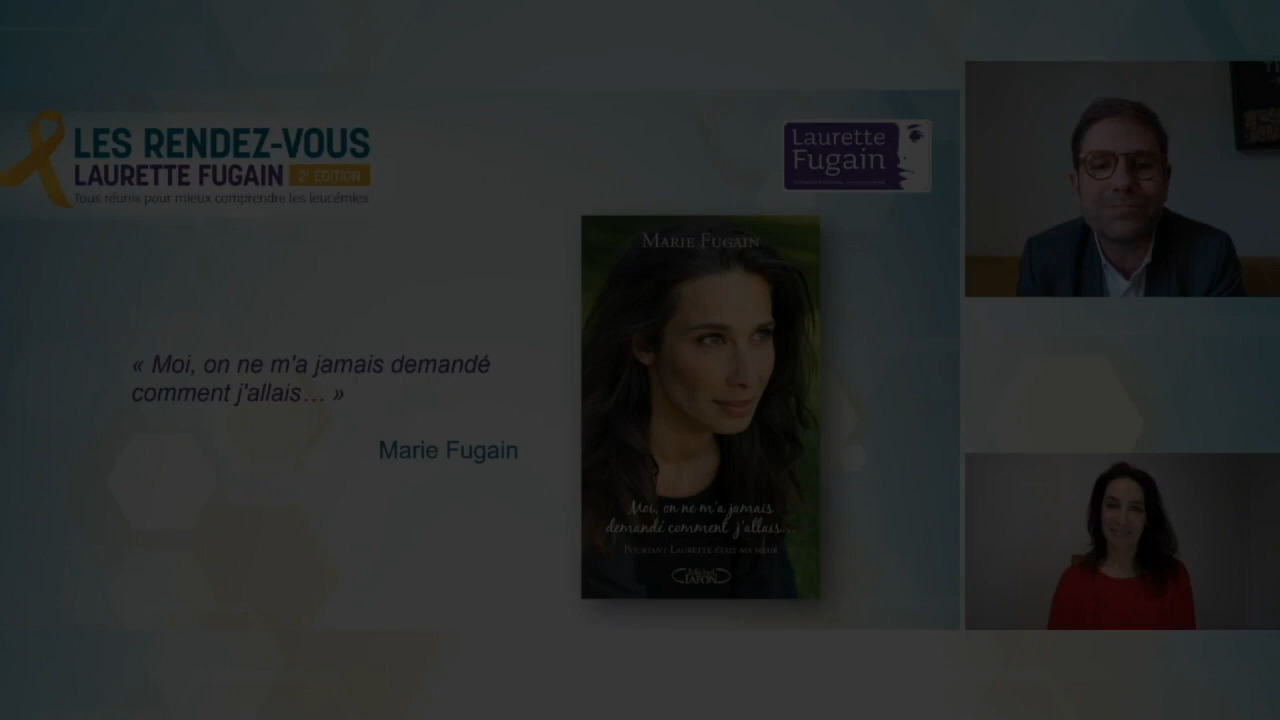 LES RENDEZ-VOUS
LAURETTE FUGAIN 2E ÉDITION
Tous réunis pour mieux comprendre les leucémies
Laurette
Fugain
« Moi, on ne m'a jamais demandé
comment j'allais… »
Marie Fugain
MARIE FUGAIN
Moi, on ne m'a jamais
demandé comment j'allais...
POURTANT LAURETTE ÉTAIT MA SŒUR
Michel
LAFON